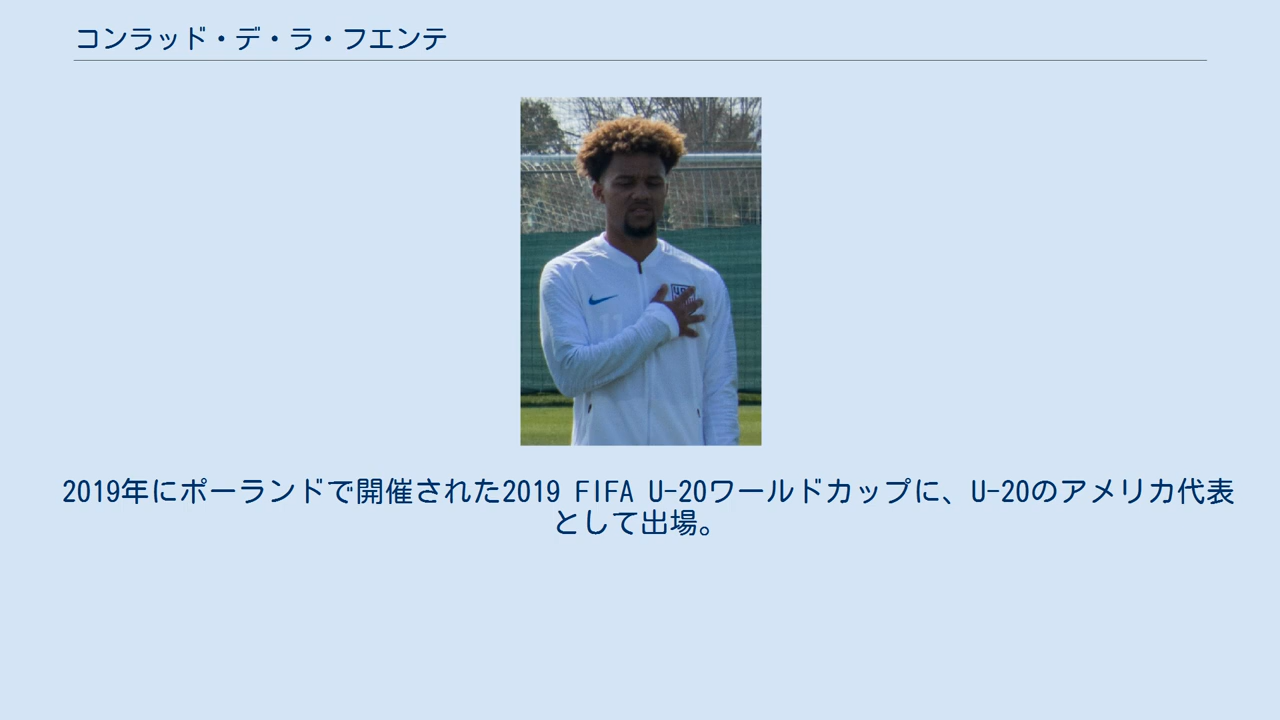 コンラッド・デ・ラ・フエンテ
2019年にポーランドで開催された2019 FIFA U-20ワールドカップに、U-20のアメリカ代表
として出場。